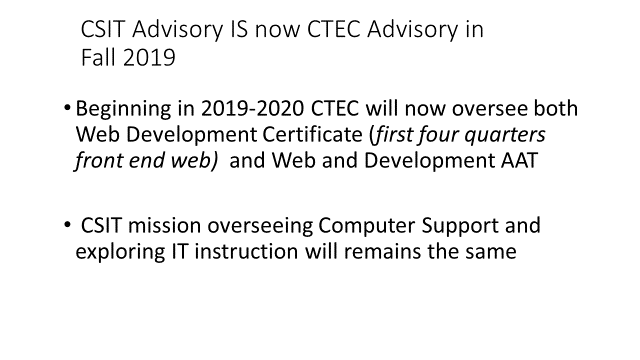 CSIT Advisory IS now CTEC Advisory in
Fall 2019
• Beginning in 2019-2020 CTEC will now oversee both
Web Development Certificate (first four quarters
front end web) and Web and Development AAT
• CSIT mission overseeing Computer Support and
exploring IT instruction will remains the same